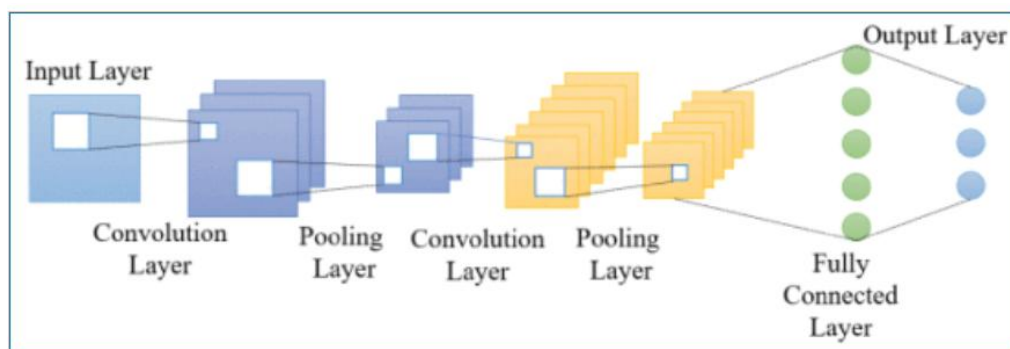 Input Layer
Convolution
Layer
Pooling
Layer
Convolution
Layer
Pooling
Layer
Fully
Connected
Layer
Output Layer